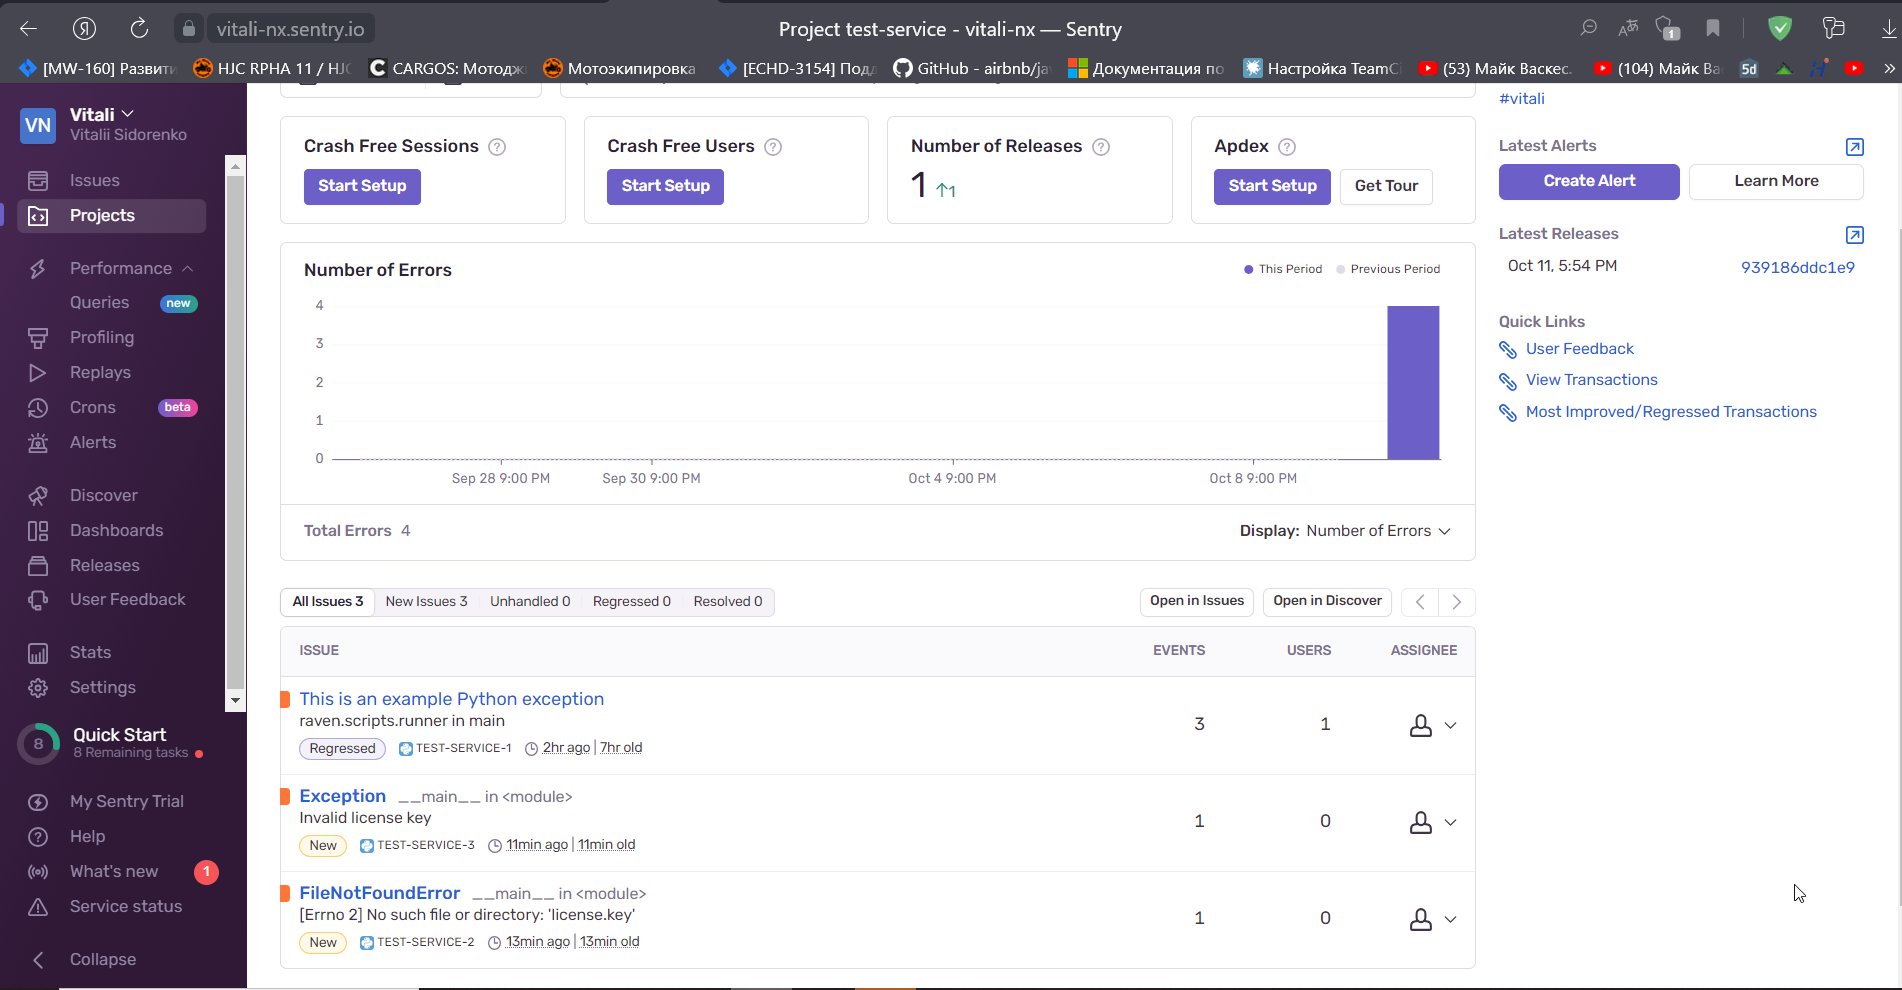 Я
vitali-nx.sentry.io
Project test-service - vitali-nx — Sentry
1
[MW-160] Развити
HJC RPHA 11 / HJC
CARGOS: Мотодж
Мотоэкипировка
[ECHD-3154] Под
GitHub - airbnb/ja
Документация по
Настройка TeamCi
(53) Майк Васкес.
(104) Майк Ва
5d
»
VN
Vitali
Vitalii Sidorenko
Issues
Projects
Performance
Queries new
Profiling
Replays
Crons beta
Alerts
Discover
Dashboards
Releases
User Feedback
Stats
Settings
8
Quick Start
8 Remaining tasks
My Sentry Trial
Help
What's new 1
Service status
Collapse
Crash Free Sessions ?
Start Setup
Crash Free Users ?
Start Setup
Number of Releases ?
1 ↑1
Apdex ?
Start Setup Get Tour
Number of Errors
This Period Previous Period
4
3
2
1
0
Sep 28 9:00 PM Sep 30 9:00 PM Oct 4 9:00 PM Oct 8 9:00 PM
Total Errors 4
Display: Number of Errors
All Issues 3 New Issues 3 Unhandled 0 Regressed 0 Resolved 0
Open in Issues Open in Discover
ISSUE EVENTS USERS ASSIGNEE
This is an example Python exception
raven.scripts.runner in main
Regressed TEST-SERVICE-1 2hr ago | 7hr old
3 1
Exception __main__ in <module>
Invalid license key
New TEST-SERVICE-3 11min ago | 11min old
1 0
FileNotFoundError __main__ in <module>
[Errno 2] No such file or directory: 'license.key'
New TEST-SERVICE-2 13min ago | 13min old
1 0
#vitali
Latest Alerts
Create Alert Learn More
Latest Releases
Oct 11, 5:54 PM 939186ddc1e9
Quick Links
User Feedback
View Transactions
Most Improved/Regressed Transactions